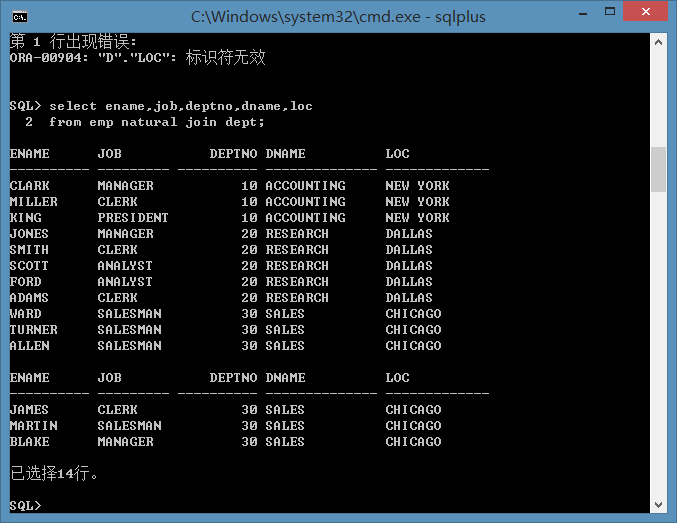 C:\Windows\system32\cmd.exe - sqlplus
第 1 行出现错误:
ORA-00904: "D"."LOC": 标识符无效
SQL> select ename,job,deptno,dname,loc
  2  from emp natural join dept;
ENAME      JOB           DEPTNO DNAME          LOC
---------- --------- ---------- -------------- -------------
CLARK      MANAGER           10 ACCOUNTING     NEW YORK
MILLER     CLERK             10 ACCOUNTING     NEW YORK
KING       PRESIDENT         10 ACCOUNTING     NEW YORK
JONES      MANAGER           20 RESEARCH       DALLAS
SMITH      CLERK             20 RESEARCH       DALLAS
SCOTT      ANALYST           20 RESEARCH       DALLAS
FORD       ANALYST           20 RESEARCH       DALLAS
ADAMS      CLERK             20 RESEARCH       DALLAS
WARD       SALESMAN          30 SALES          CHICAGO
TURNER     SALESMAN          30 SALES          CHICAGO
ALLEN      SALESMAN          30 SALES          CHICAGO
ENAME      JOB           DEPTNO DNAME          LOC
---------- --------- ---------- -------------- -------------
JAMES      CLERK             30 SALES          CHICAGO
MARTIN     SALESMAN          30 SALES          CHICAGO
BLAKE      MANAGER           30 SALES          CHICAGO
已选择14行。
SQL>